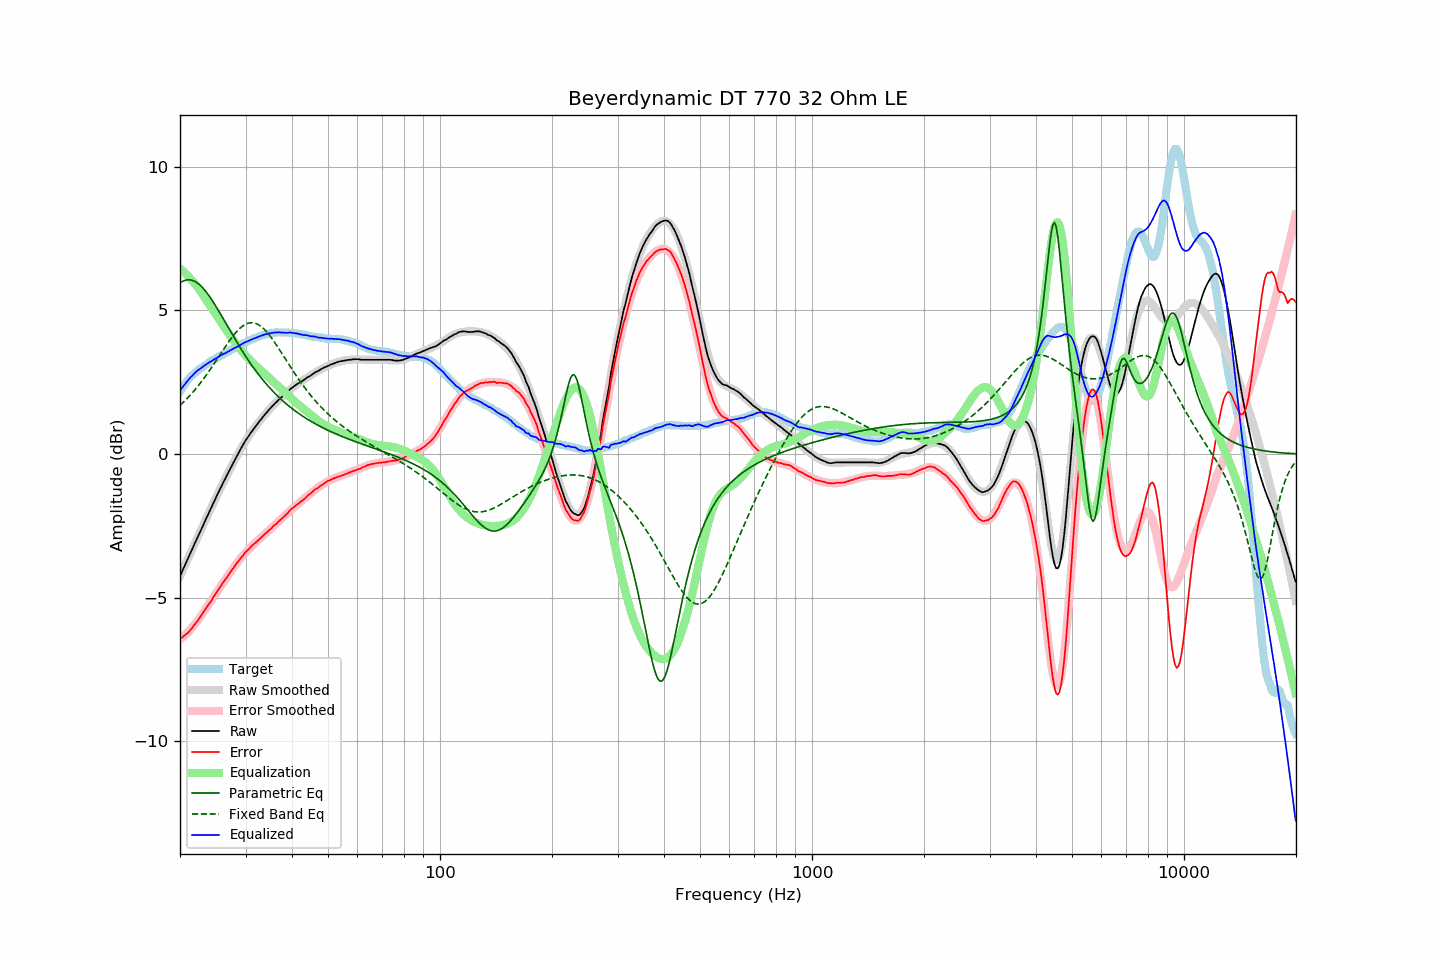 Beyerdynamic DT 770 32 Ohm LE
Amplitude (dBr)
10
5
0
−5
−10
Target
Raw Smoothed
Error Smoothed
Raw
Error
Equalization
Parametric Eq
Fixed Band Eq
Equalized
100 1000 10000
Frequency (Hz)